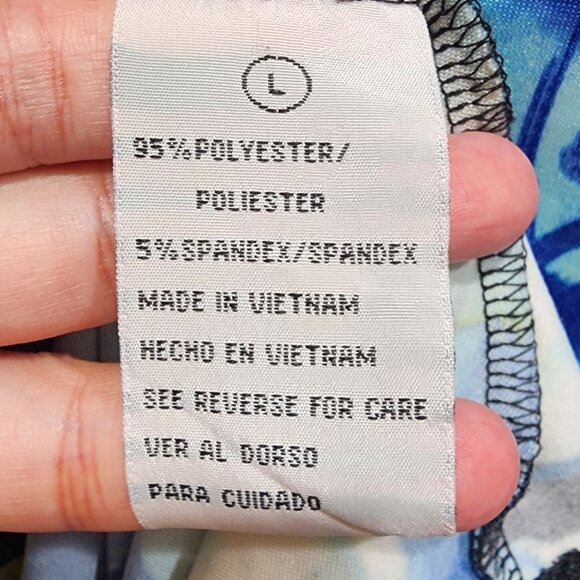 L
95%POLYESTER/
POLIESTER
5%SPANDEX/SPANDEX
MADE IN VIETNAM
HECHO EN VIETNAM
SEE REVERSE FOR CARE
VER AL DORSO
PARA CUIDADO